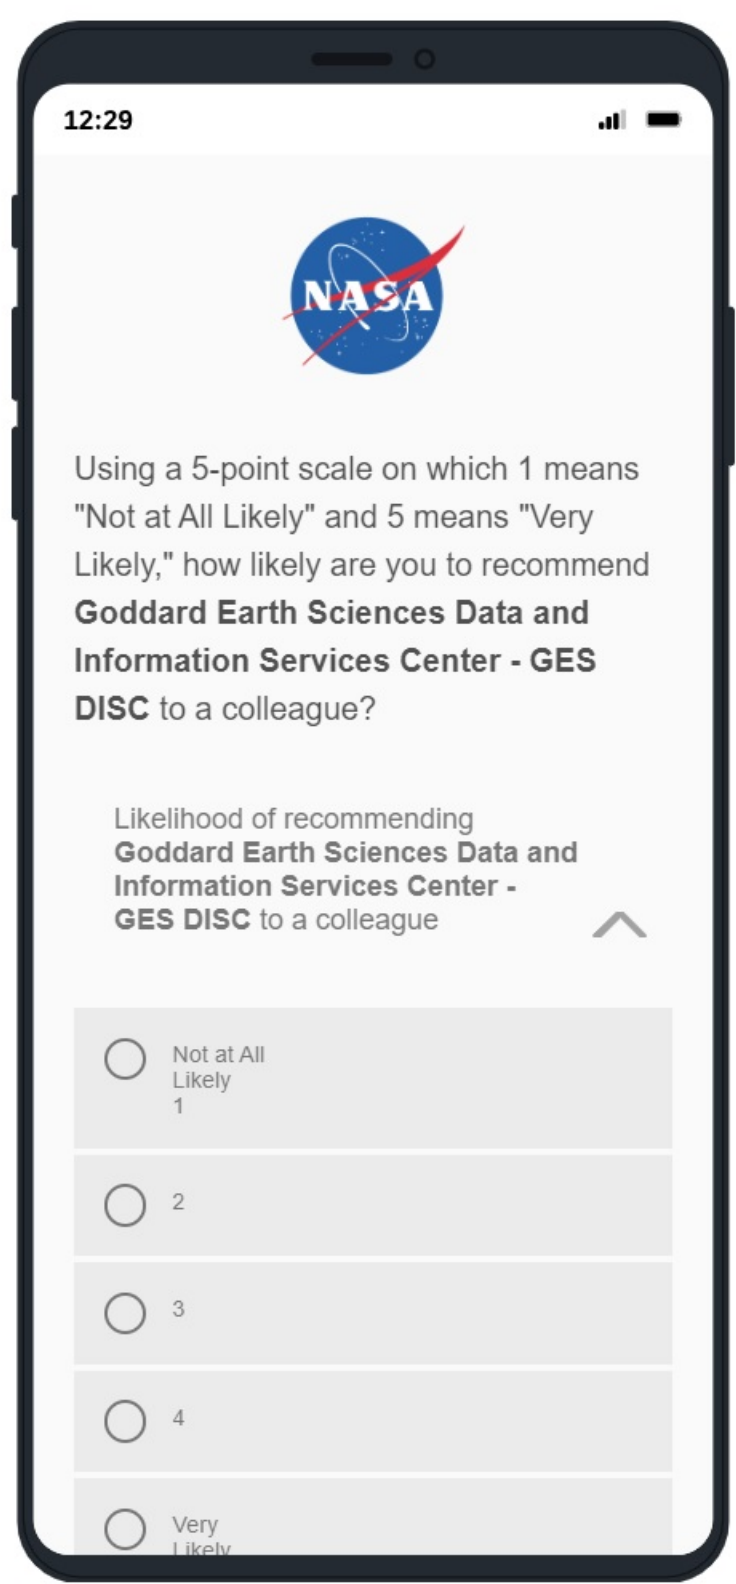 12:29
NASA
Using a 5-point scale on which 1 means
"Not at All Likely" and 5 means "Very
Likely," how likely are you to recommend
Goddard Earth Sciences Data and
Information Services Center - GES
DISC to a colleague?
Likelihood of recommending
Goddard Earth Sciences Data and
Information Services Center -
GES DISC to a colleague
Not at All
Likely
1
2
3
4
Very
Likely